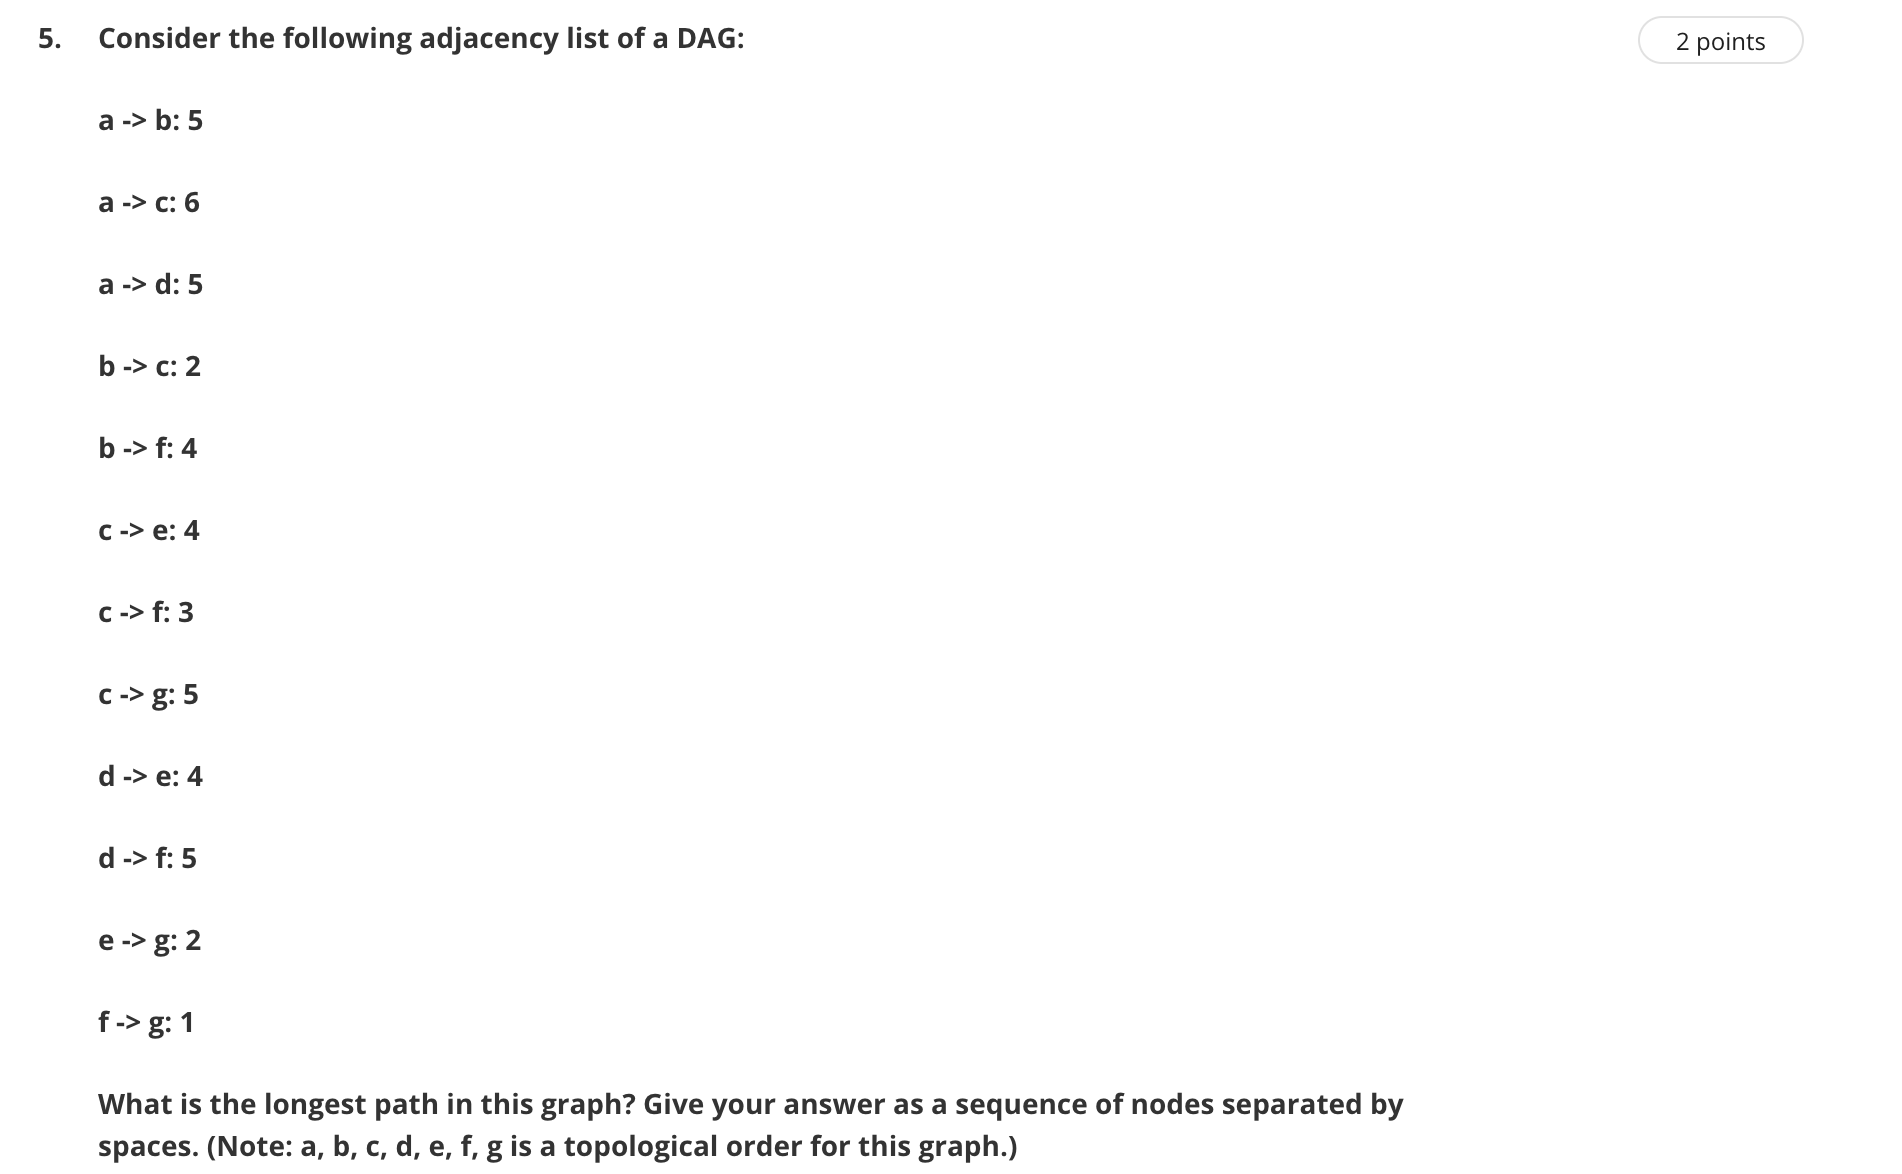 5. Consider the following adjacency list of a DAG: 2 points
a -> b: 5
a -> c: 6
a -> d: 5
b -> c: 2
b -> f: 4
c -> e: 4
c -> f: 3
c -> g: 5
d -> e: 4
d -> f: 5
e -> g: 2
f -> g: 1
What is the longest path in this graph? Give your answer as a sequence of nodes separated by
spaces. (Note: a, b, c, d, e, f, g is a topological order for this graph.)